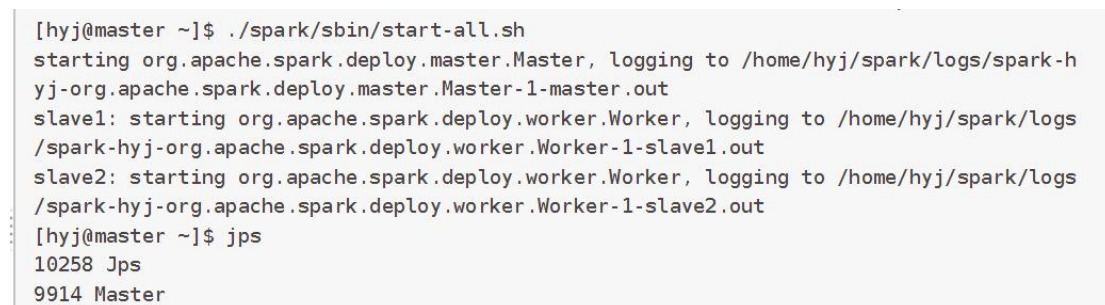 [hyj@master ~]$ ./spark/sbin/start-all.sh
starting org.apache.spark.deploy.master.Master, logging to /home/hyj/spark/logs/spark-h
yj-org.apache.spark.deploy.master.Master-1-master.out
slave1: starting org.apache.spark.deploy.worker.Worker, logging to /home/hyj/spark/logs
/spark-hyj-org.apache.spark.deploy.worker.Worker-1-slave1.out
slave2: starting org.apache.spark.deploy.worker.Worker, logging to /home/hyj/spark/logs
/spark-hyj-org.apache.spark.deploy.worker.Worker-1-slave2.out
[hyj@master ~]$ jps
10258 Jps
9914 Master